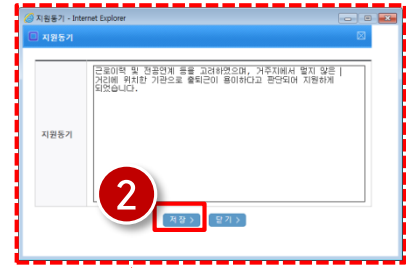 지원동기 - Internet Explorer
지원동기
지원동기
근로이력 및 전공연계 등을 고려하였으며, 거주지에서 멀지 않은
거리에 위치한 기관으로 출퇴근이 용이하다고 판단되어 지원하게
되었습니다.
2
저장 >
닫기 >